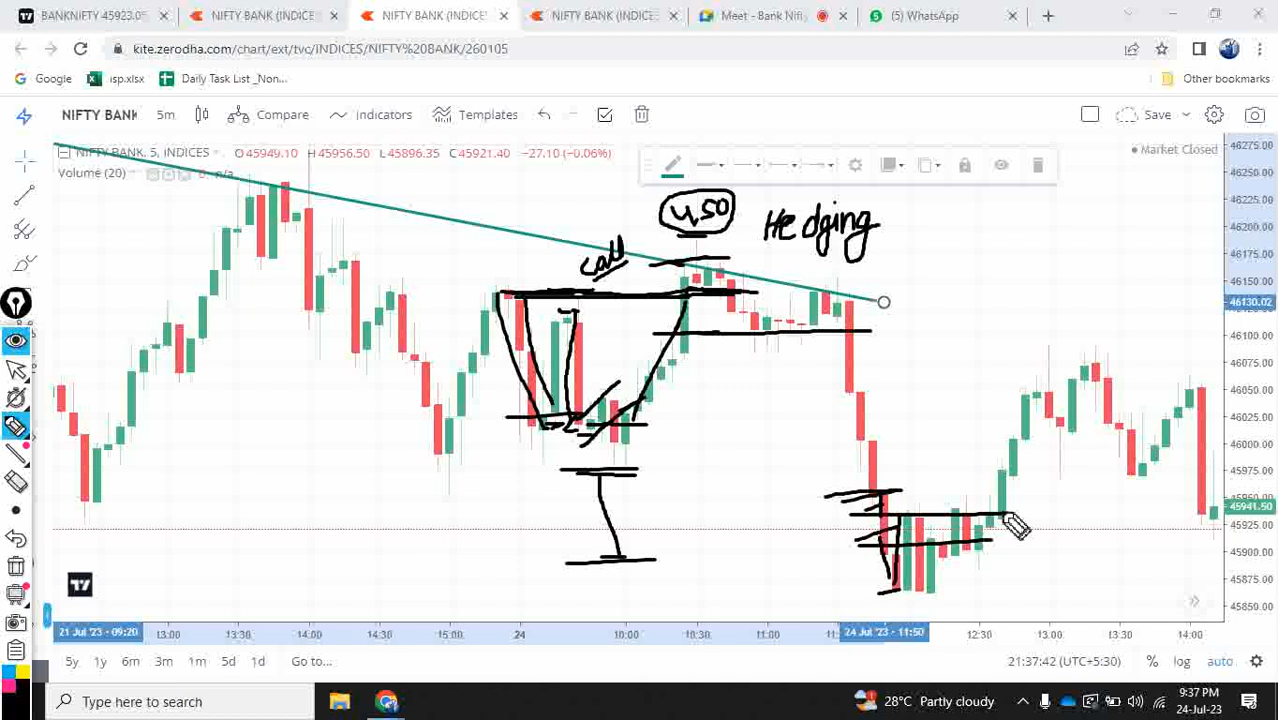 BANKNIFTY 45923.05
NIFTY BANK (INDICES
NIFTY BANK (INDICES
NIFTY BANK (INDICES
Meet - Bank Nifty
(5) WhatsApp
kite.zerodha.com/chart/ext/tvc/INDICES/NIFTY%20BANK/260105
Google
isp.xlsx
Daily Task List _Non...
Other bookmarks
NIFTY BANK
5m
Compare
Indicators
Templates
Save
NIFTY BANK, 5, INDICES
O45949.10 H45956.50 L45896.35 C45921.40 −27.10 (−0.06%)
Market Closed
Volume (20)
n/a
450
Hedging
call
46275.00
46250.00
46225.00
46200.00
46175.00
46150.00
46130.02
46100.00
46075.00
46050.00
46025.00
46000.00
45975.00
45950.00
45941.50
45925.00
45900.00
45875.00
45850.00
21 Jul '23 - 09:20
13:00
13:30
14:00
14:30
15:00
24
10:00
10:30
11:00
24 Jul '23 - 11:50
12:30
13:00
13:30
14:00
5y 1y 6m 3m 1m 5d 1d Go to...
21:37:42 (UTC+5:30) % log auto
Type here to search
28°C Partly cloudy
9:37 PM
24-Jul-23